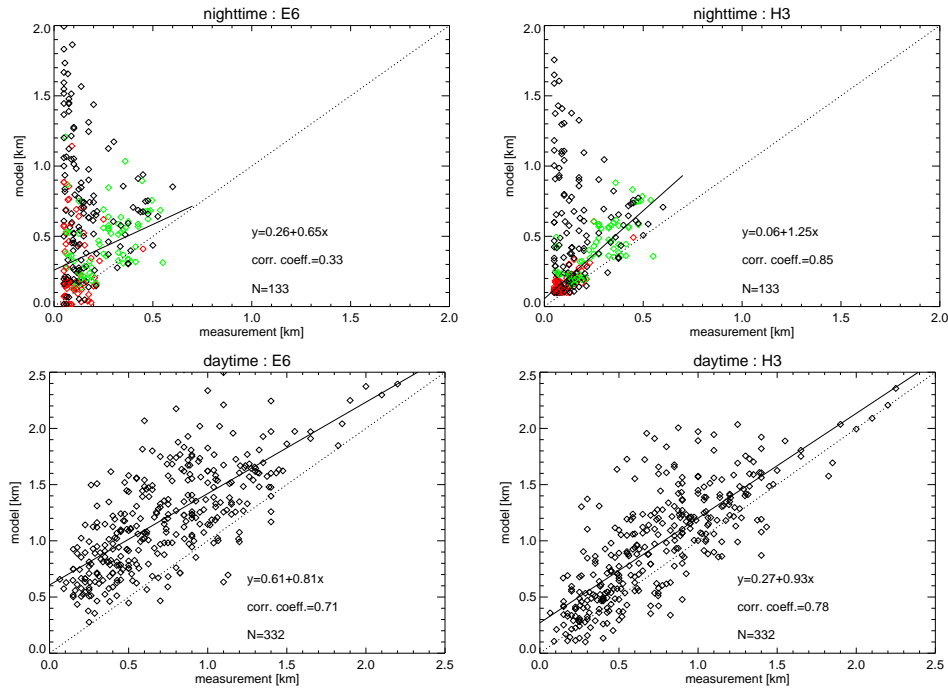 nighttime : E6
2.0
1.5
1.0
0.5
0.0
model [km]
y=0.26+0.65x
corr. coeff.=0.33
N=133
0.0 0.5 1.0 1.5 2.0
measurement [km]
nighttime : H3
2.0
1.5
1.0
0.5
0.0
model [km]
y=0.06+1.25x
corr. coeff.=0.85
N=133
0.0 0.5 1.0 1.5 2.0
measurement [km]
daytime : E6
2.5
2.0
1.5
1.0
0.5
0.0
model [km]
y=0.61+0.81x
corr. coeff.=0.71
N=332
0.0 0.5 1.0 1.5 2.0 2.5
measurement [km]
daytime : H3
2.5
2.0
1.5
1.0
0.5
0.0
model [km]
y=0.27+0.93x
corr. coeff.=0.78
N=332
0.0 0.5 1.0 1.5 2.0 2.5
measurement [km]